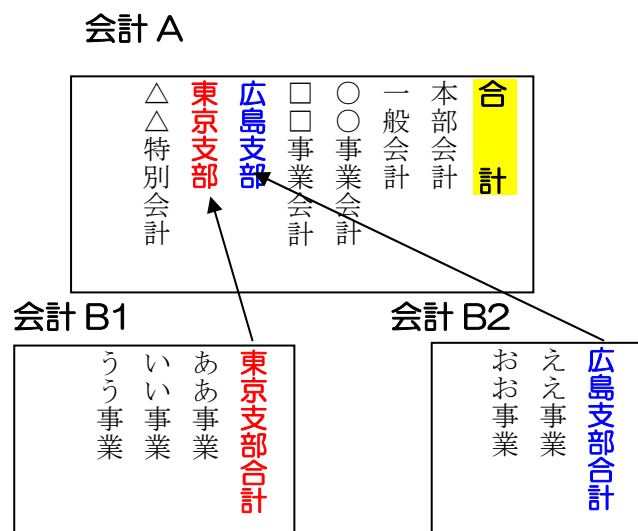 会計 A
合計
本部会計
一般会計
○○事業会計
□□事業会計
広島支部
東京支部
△△特別会計
会計 B1
東京支部合計
ああ事業
いい事業
うう事業
会計 B2
広島支部合計
ええ事業
おお事業